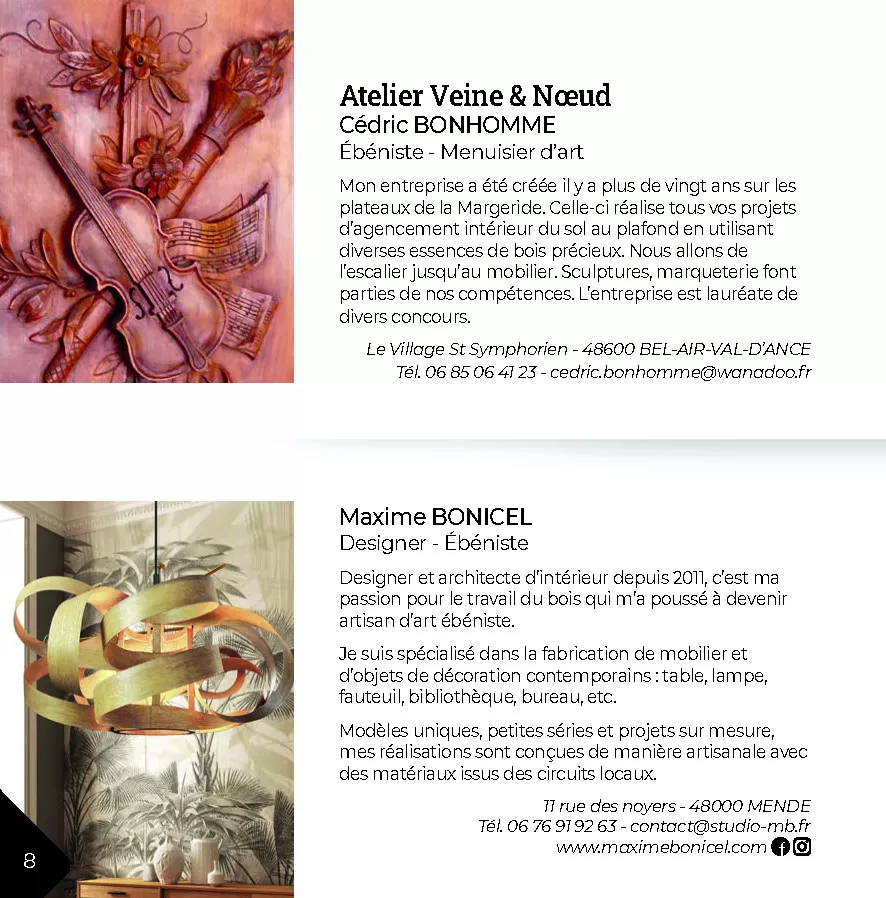 Atelier Veine & Nœud
Cédric BONHOMME
Ébéniste - Menuisier d'art
Mon entreprise a été créée il y a plus de vingt ans sur les
plateaux de la Margeride. Celle-ci réalise tous vos projets
d'agencement intérieur du sol au plafond en utilisant
diverses essences de bois précieux. Nous allons de
l'escalier jusqu'au mobilier. Sculptures, marqueterie font
parties de nos compétences. L'entreprise est lauréate de
divers concours.
Le Village St Symphorien - 48600 BEL-AIR-VAL-D'ANCE
Tél. 06 85 06 41 23 - cedric.bonhomme@wanadoo.fr
Maxime BONICEL
Designer - Ébéniste
Designer et architecte d'intérieur depuis 2011, c'est ma
passion pour le travail du bois qui m'a poussé à devenir
artisan d'art ébéniste.
Je suis spécialisé dans la fabrication de mobilier et
d'objets de décoration contemporains : table, lampe,
fauteuil, bibliothèque, bureau, etc.
Modèles uniques, petites séries et projets sur mesure,
mes réalisations sont conçues de manière artisanale avec
des matériaux issus des circuits locaux.
11 rue des noyers - 48000 MENDE
Tél. 06 76 91 92 63 - contact@studio-mb.fr
www.maximebonicel.com
8